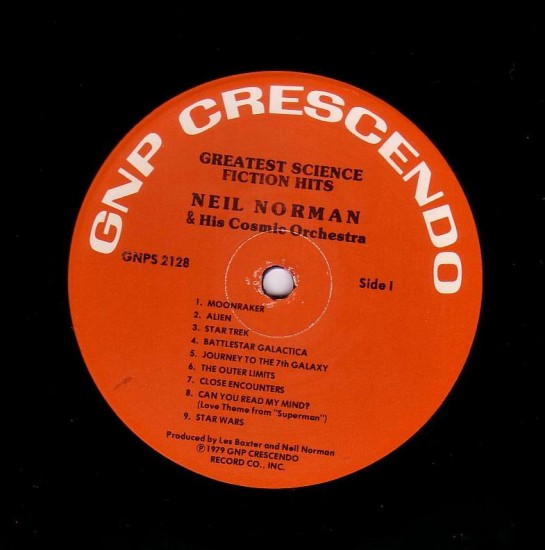 GNP CRESCENDO
GREATEST SCIENCE
FICTION HITS
NEIL NORMAN
& His Cosmic Orchestra
GNPS 2128
Side I
1. MOONRAKER
2. ALIEN
3. STAR TREK
4. BATTLESTAR GALACTICA
5. JOURNEY TO THE 7th GALAXY
6. THE OUTER LIMITS
7. CLOSE ENCOUNTERS
8. CAN YOU READ MY MIND?
(Love Theme from "Superman")
9. STAR WARS
Produced by Les Baxter and Neil Norman
Ⓟ 1979 GNP CRESCENDO
RECORD CO., INC.